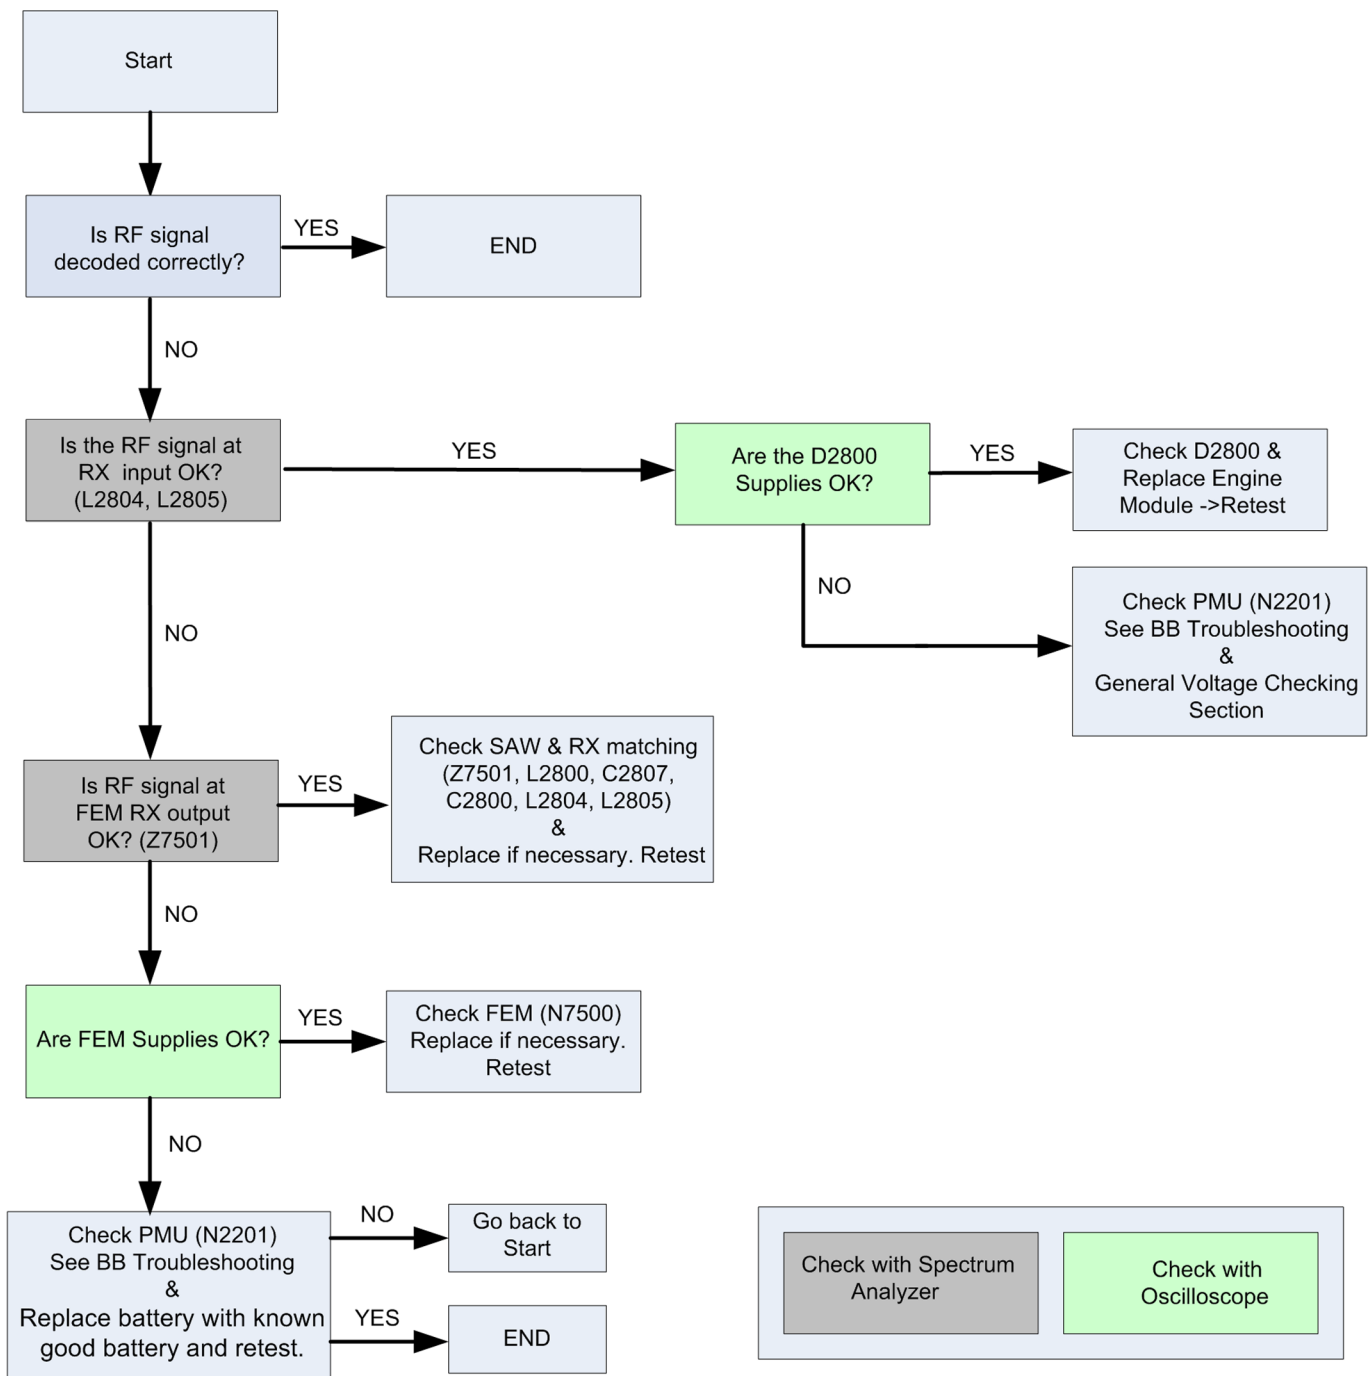 Start
Is RF signal
decoded correctly?
YES
END
NO
Is the RF signal at
RX input OK?
(L2804, L2805)
YES
Are the D2800
Supplies OK?
YES
Check D2800 &
Replace Engine
Module ->Retest
NO
Check PMU (N2201)
See BB Troubleshooting
&
General Voltage Checking
Section
NO
Is RF signal at
FEM RX output
OK? (Z7501)
YES
Check SAW & RX matching
(Z7501, L2800, C2807,
C2800, L2804, L2805)
&
Replace if necessary. Retest
NO
Are FEM Supplies OK?
YES
Check FEM (N7500)
Replace if necessary.
Retest
NO
Check PMU (N2201)
See BB Troubleshooting
&
Replace battery with known
good battery and retest.
NO
Go back to
Start
YES
END
Check with Spectrum
Analyzer
Check with
Oscilloscope